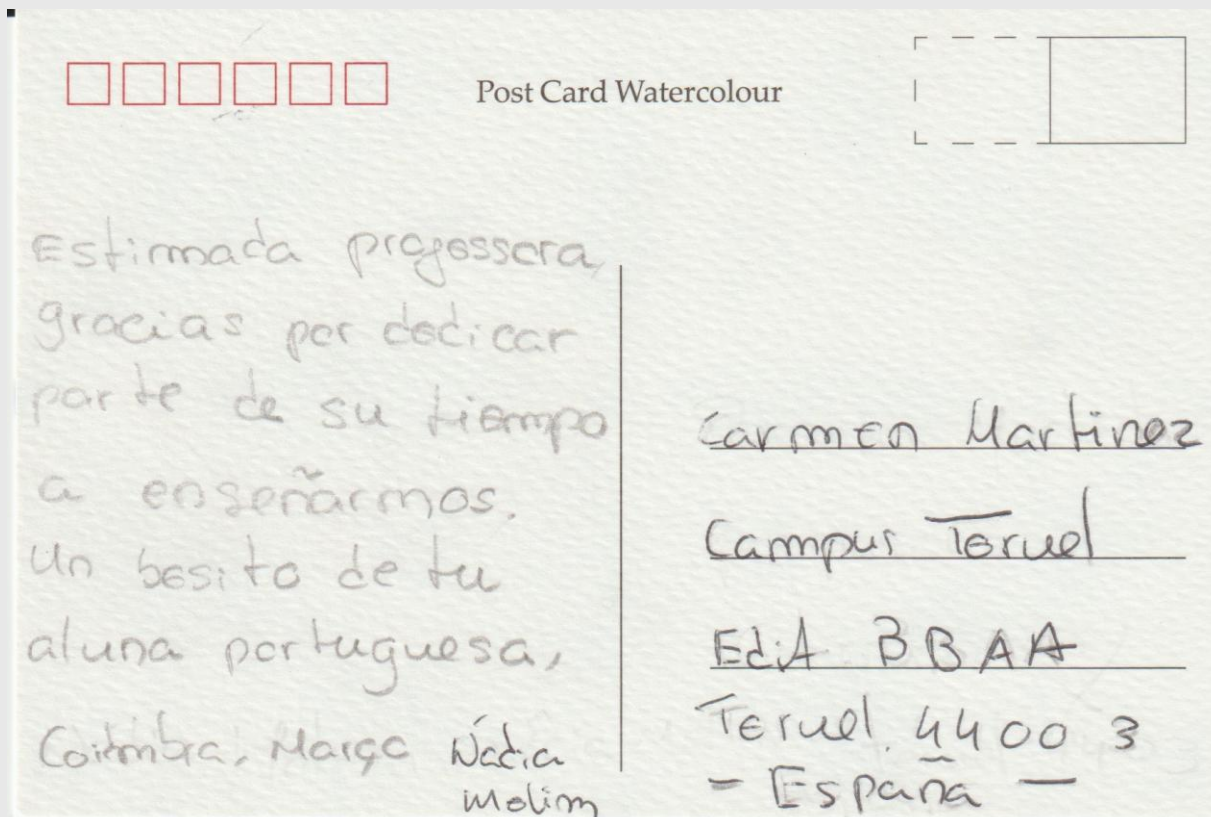 Post Card Watercolour
Estimada professora,
gracias por dedicar
parte de su tiempo
a enseñarmos.
Un besito de tu
aluna portuguesa,
Coimbra, Março Nadia
Molim
Carmen Martinez
Campus Teruel
Edif BBAA
Teruel. 44003
- España -